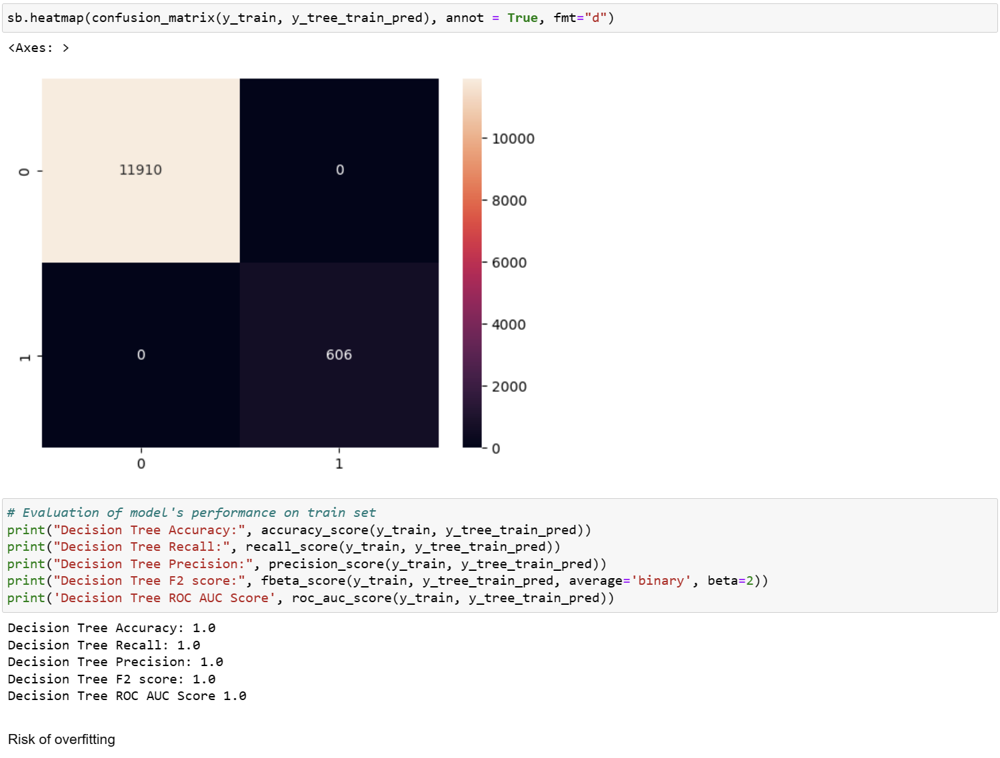 sb.heatmap(confusion_matrix(y_train, y_tree_train_pred), annot = True, fmt="d")
<Axes: >
11910
0
0
606
0
1
0
1
10000
8000
6000
4000
2000
0
# Evaluation of model's performance on train set
print("Decision Tree Accuracy:", accuracy_score(y_train, y_tree_train_pred))
print("Decision Tree Recall:", recall_score(y_train, y_tree_train_pred))
print("Decision Tree Precision:", precision_score(y_train, y_tree_train_pred))
print("Decision Tree F2 score:", fbeta_score(y_train, y_tree_train_pred, average='binary', beta=2))
print('Decision Tree ROC AUC Score', roc_auc_score(y_train, y_tree_train_pred))
Decision Tree Accuracy: 1.0
Decision Tree Recall: 1.0
Decision Tree Precision: 1.0
Decision Tree F2 score: 1.0
Decision Tree ROC AUC Score 1.0
Risk of overfitting